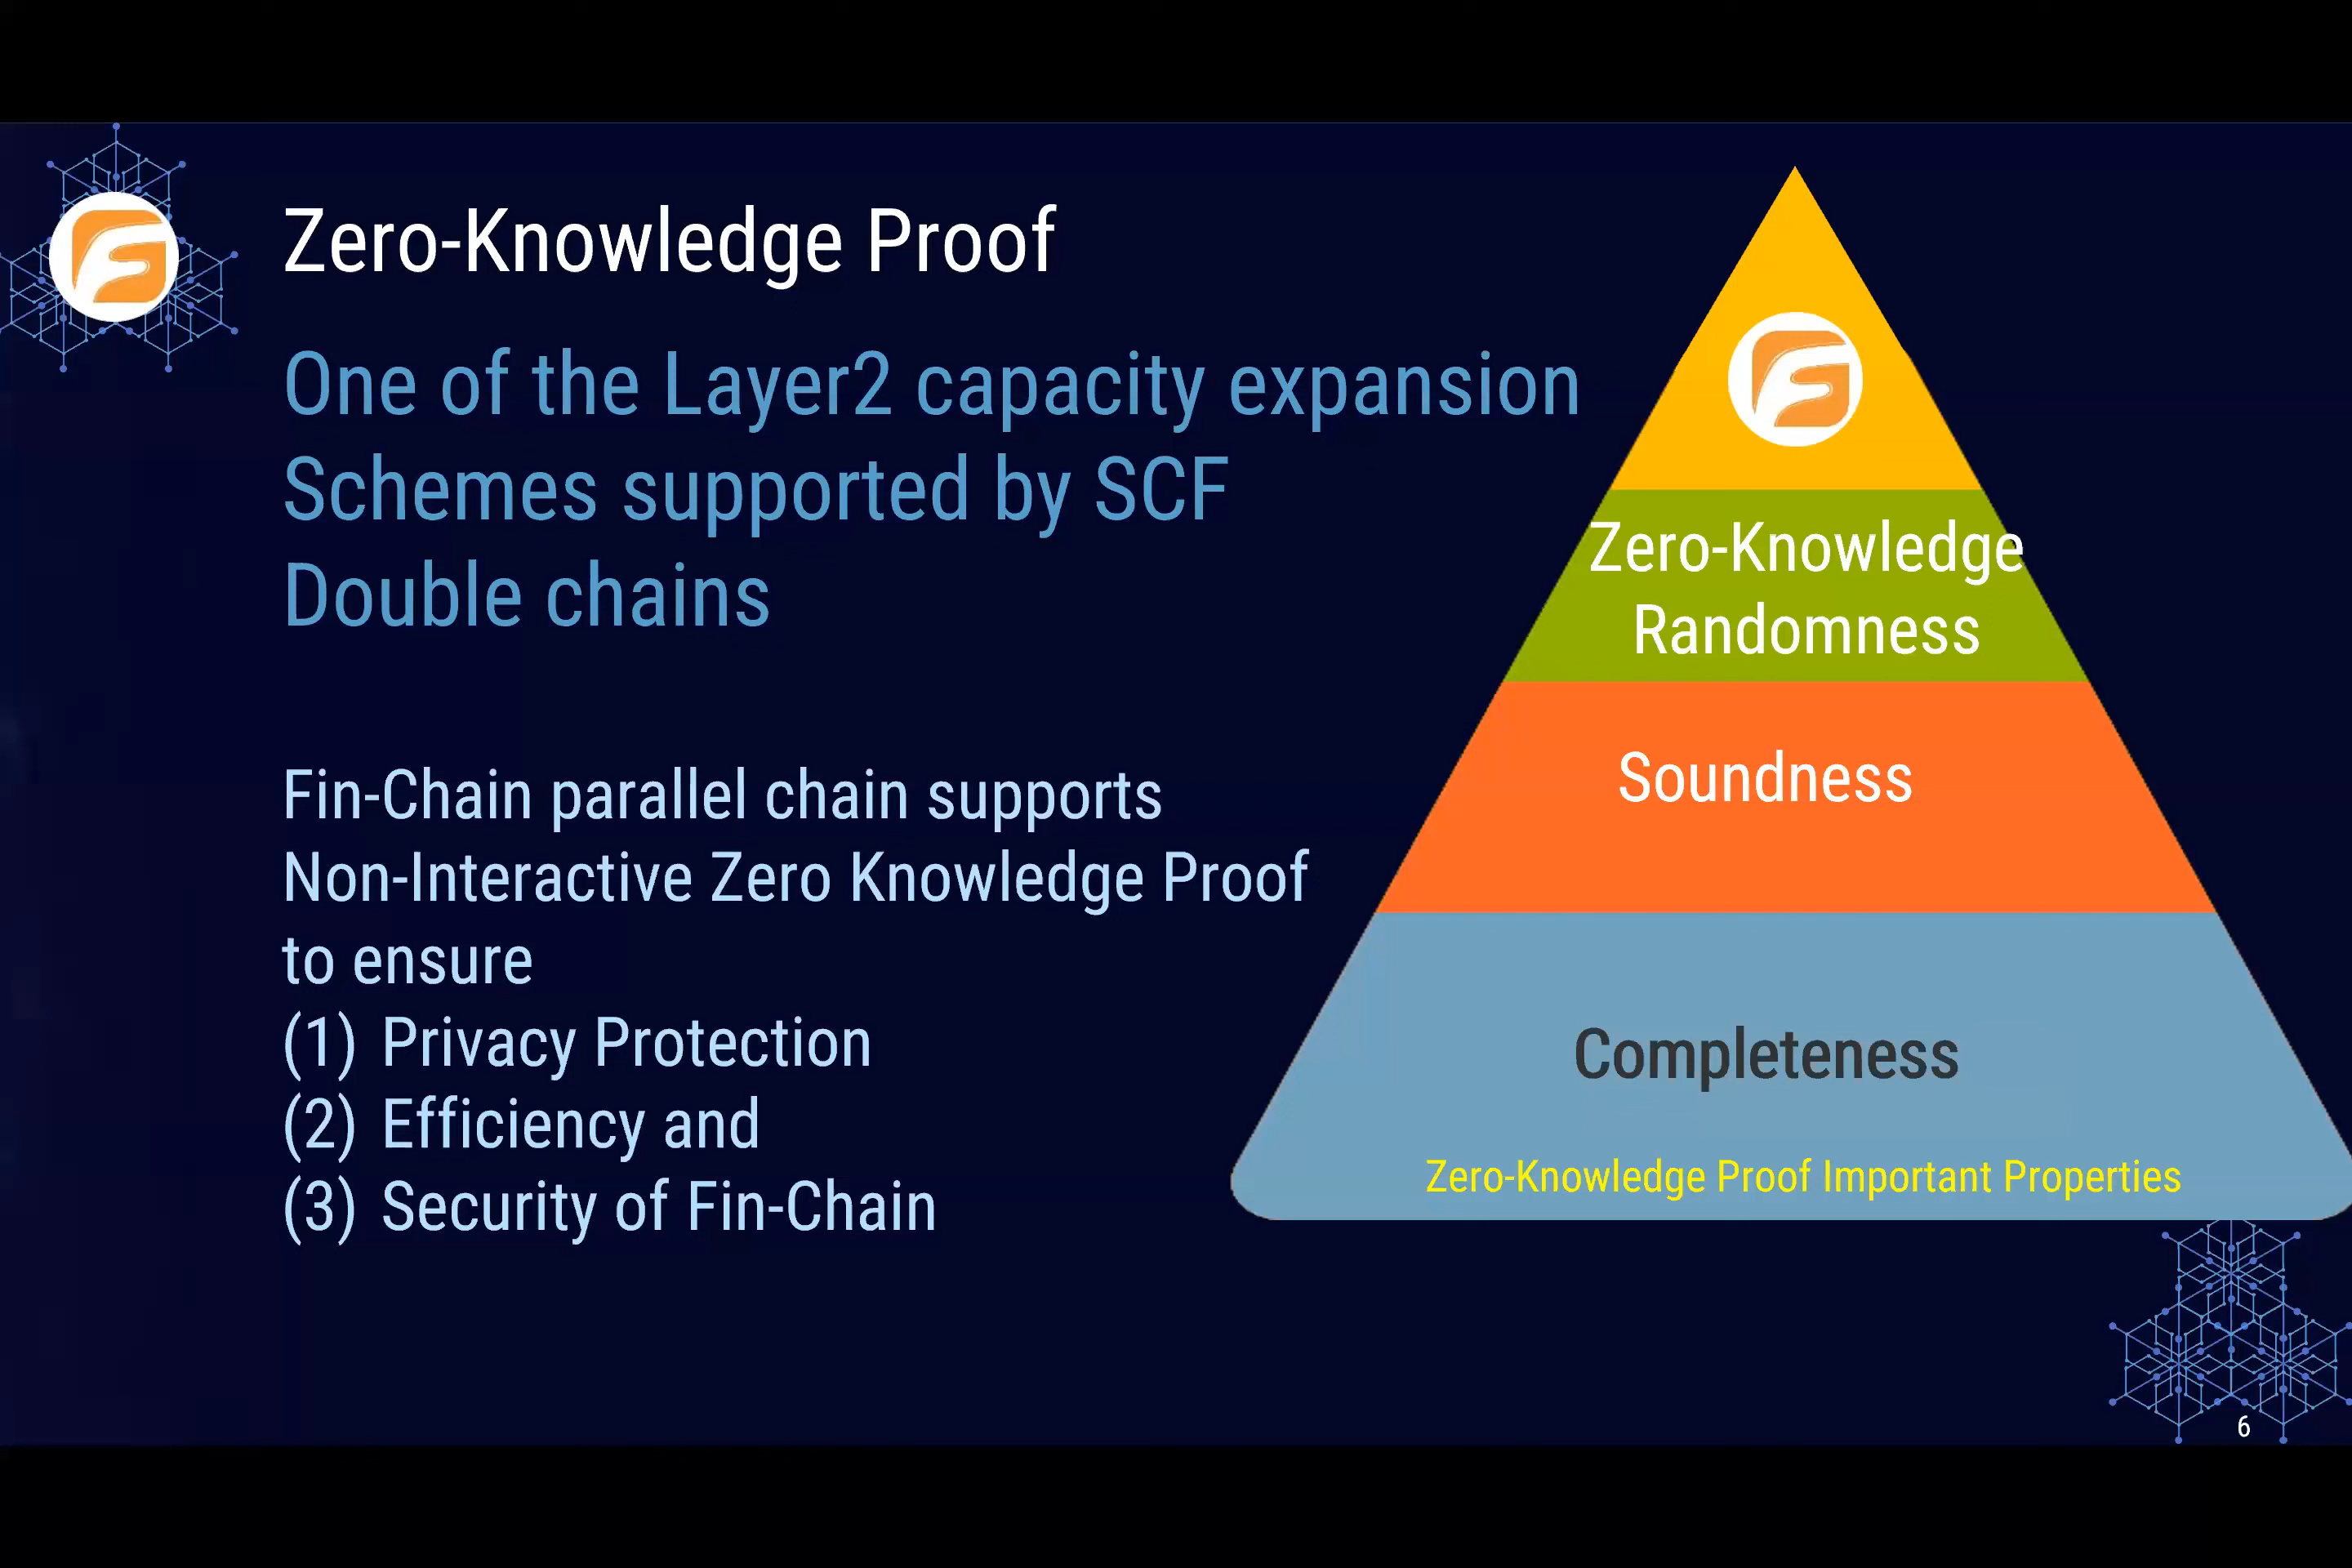 Zero-Knowledge Proof
One of the Layer2 capacity expansion
Schemes supported by SCF
Double chains
Fin-Chain parallel chain supports
Non-Interactive Zero Knowledge Proof
to ensure
(1) Privacy Protection
(2) Efficiency and
(3) Security of Fin-Chain
Zero-Knowledge
Randomness
Soundness
Completeness
Zero-Knowledge Proof Important Properties
6